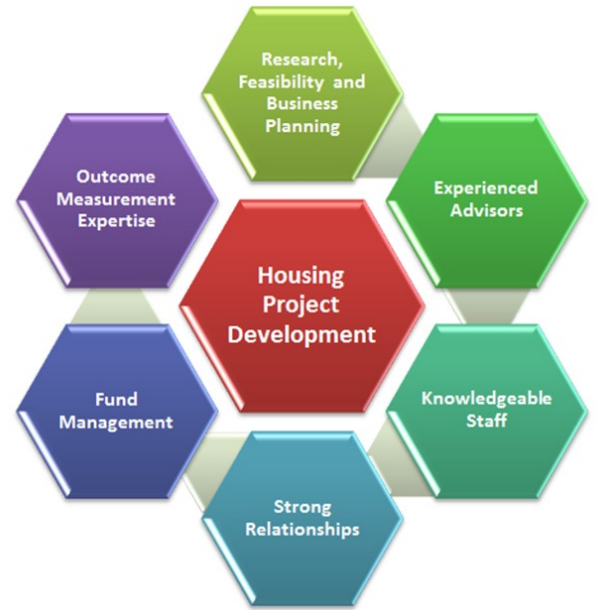 Research,
Feasibility and
Business
Planning
Experienced
Advisors
Knowledgeable
Staff
Strong
Relationships
Fund
Management
Outcome
Measurement
Expertise
Housing
Project
Development